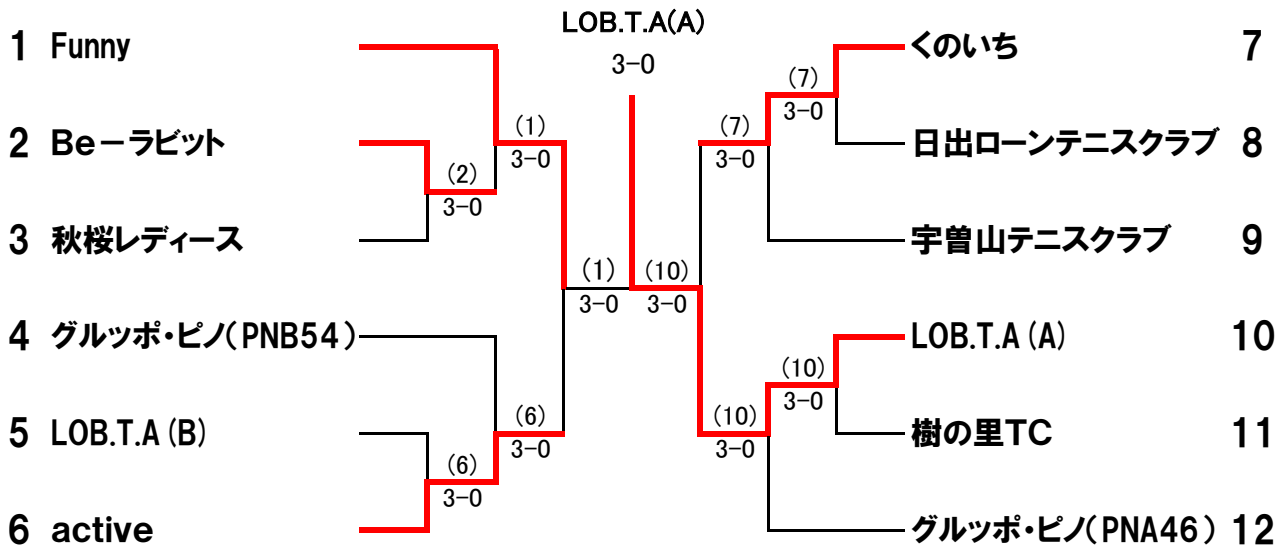 LOB.T.A(A)
3-0
1 Funny
2 Be-ラビット
3 秋桜レディース
4 グルッポ・ピノ(PNB54)
5 LOB.T.A (B)
6 active
(2)
3-0
(6)
3-0
(1)
3-0
(6)
3-0
(1)
3-0
(10)
3-0
(7)
3-0
(10)
3-0
(7)
3-0
(10)
3-0
くのいち 7
日出ローンテニスクラブ 8
宇曽山テニスクラブ 9
LOB.T.A (A) 10
樹の里TC 11
グルッポ・ピノ(PNA46) 12